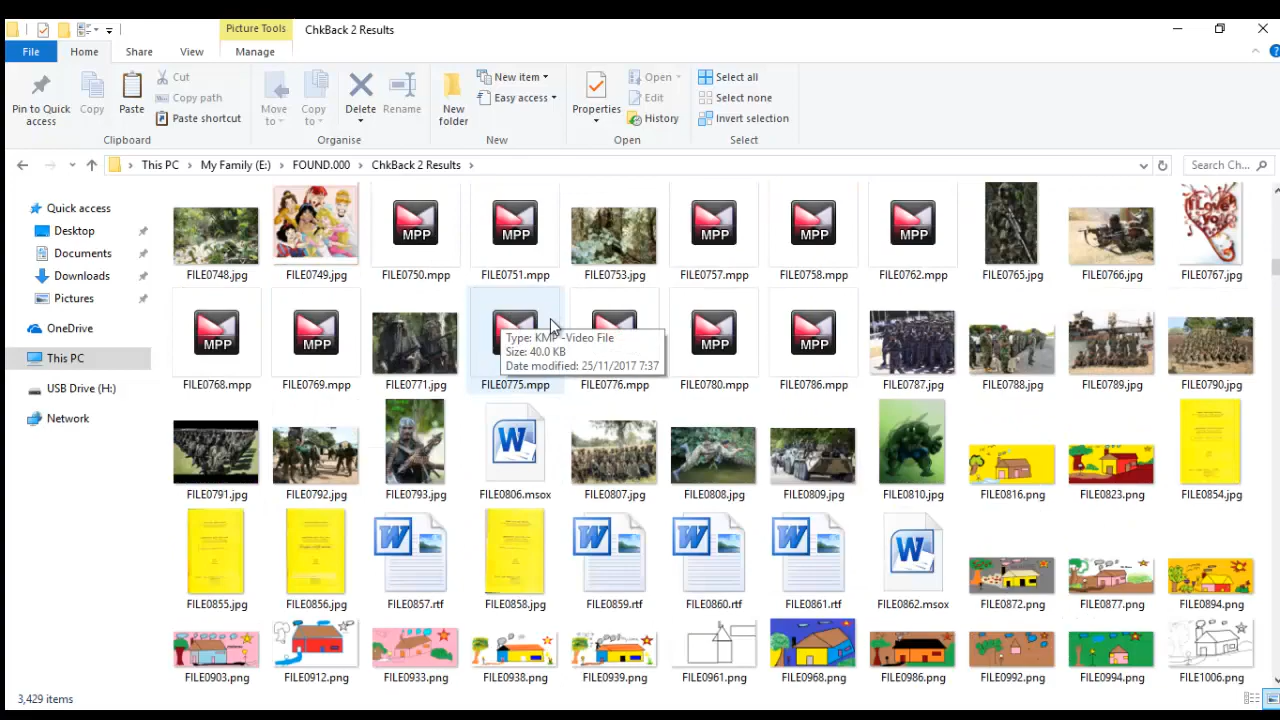 Picture Tools
ChkBack 2 Results
File
Home
Share
View
Manage
Pin to Quick access
Copy
Paste
Cut
Copy path
Paste shortcut
Clipboard
Move to
Copy to
Delete
Rename
Organise
New folder
New item
Easy access
New
Properties
Open
Edit
History
Open
Select all
Select none
Invert selection
Select
This PC
My Family (E:)
FOUND.000
ChkBack 2 Results
Search Ch...
Quick access
Desktop
Documents
Downloads
Pictures
OneDrive
This PC
USB Drive (H:)
Network
MPP MPP MPP MPP MPP I Love You
FILE0748.jpg FILE0749.jpg FILE0750.mpp FILE0751.mpp FILE0753.jpg FILE0757.mpp FILE0758.mpp FILE0762.mpp FILE0765.jpg FILE0766.jpg FILE0767.jpg
MPP MPP MPP MPP
Type: KMP - Video File
Size: 40.0 KB
Date modified: 25/11/2017 7:37
FILE0768.mpp FILE0769.mpp FILE0771.jpg FILE0775.mpp FILE0776.mpp FILE0780.mpp FILE0786.mpp FILE0787.jpg FILE0788.jpg FILE0789.jpg FILE0790.jpg
W
FILE0791.jpg FILE0792.jpg FILE0793.jpg FILE0806.msox FILE0807.jpg FILE0808.jpg FILE0809.jpg FILE0810.jpg FILE0816.png FILE0823.png FILE0854.jpg
W W W W W
FILE0855.jpg FILE0856.jpg FILE0857.rtf FILE0858.jpg FILE0859.rtf FILE0860.rtf FILE0861.rtf FILE0862.msox FILE0872.png FILE0877.png FILE0894.png
FILE0903.png FILE0912.png FILE0933.png FILE0938.png FILE0939.png FILE0961.png FILE0968.png FILE0986.png FILE0992.png FILE0994.png FILE1006.png
3,429 items